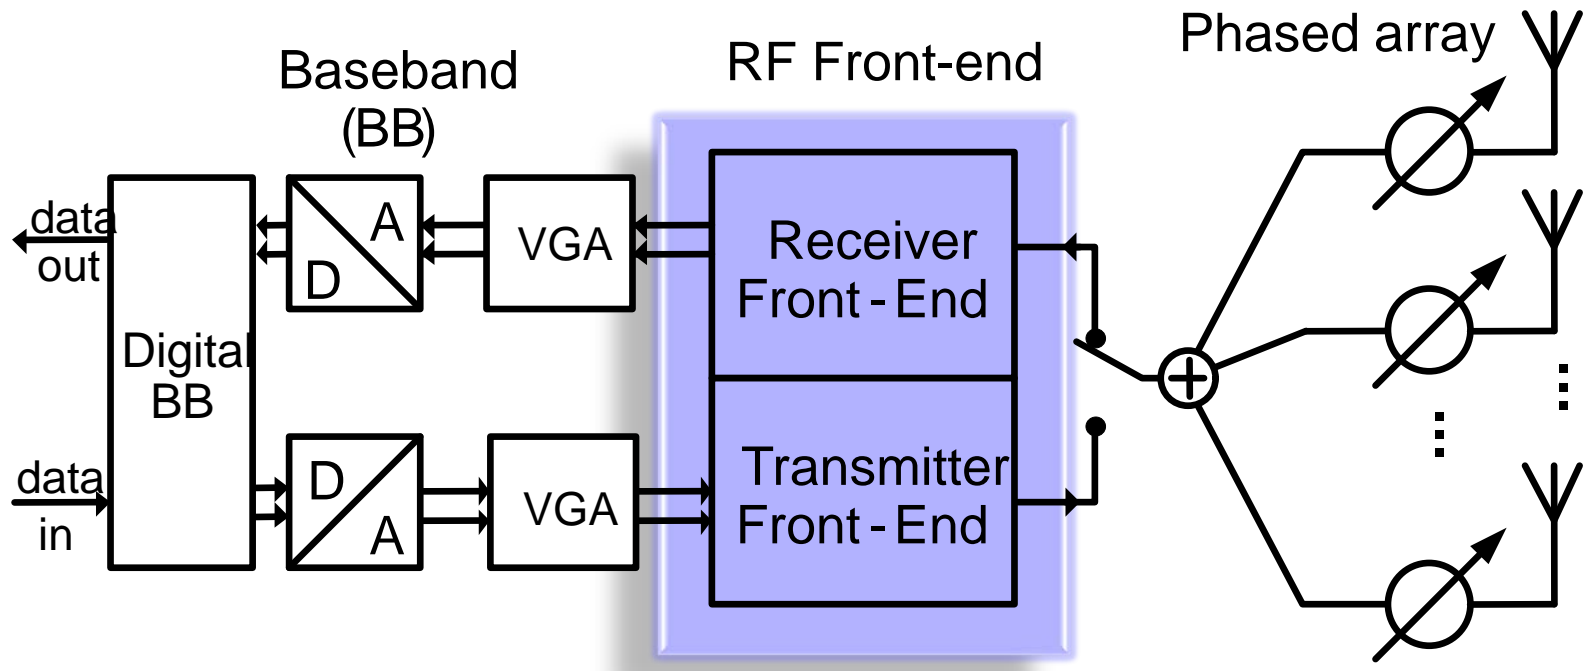 Phased array
RF Front-end
Baseband
(BB)
data
out
A
D
VGA
Receiver
Front - End
Digital
BB
data
in
D
A
VGA
Transmitter
Front - End